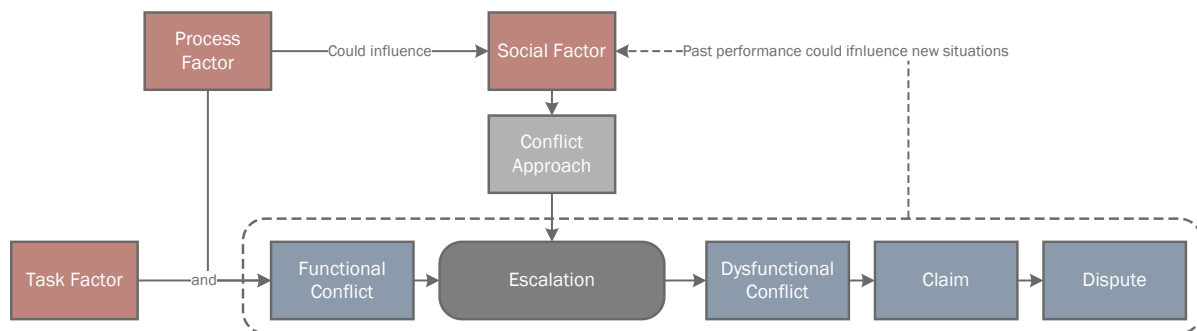 Process
Factor
Could influence
Social Factor
Past performance could ifnluence new situations
Conflict
Approach
Task Factor
and
Functional
Conflict
Escalation
Dysfunctional
Conflict
Claim
Dispute